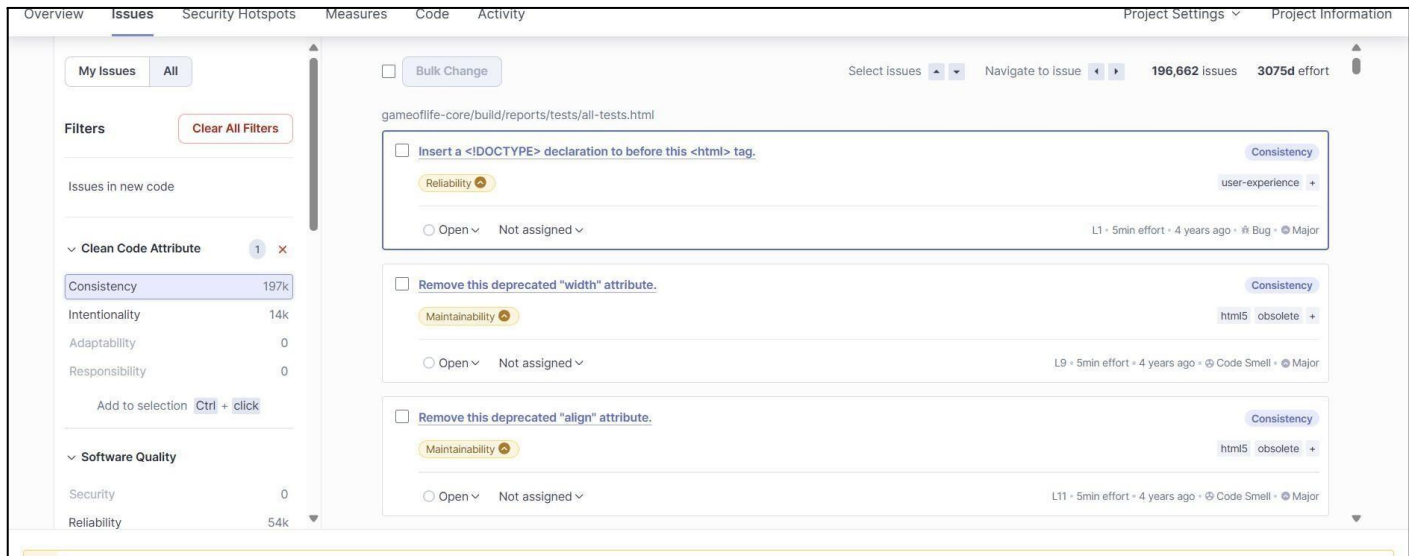 Overview Issues Security Hotspots Measures Code Activity Project Settings Project Information
My Issues All
Bulk Change Select issues Navigate to issue 196,662 issues 3075d effort
Filters Clear All Filters
Issues in new code
Clean Code Attribute 1
Consistency 197k
Intentionality 14k
Adaptability 0
Responsibility 0
Add to selection Ctrl + click
Software Quality
Security 0
Reliability 54k
gameoflife-core/build/reports/tests/all-tests.html
Insert a <!DOCTYPE> declaration to before this <html> tag. Consistency
Reliability user-experience +
Open Not assigned L1 • 5min effort • 4 years ago • Bug • Major
Remove this deprecated "width" attribute. Consistency
Maintainability html5 obsolete +
Open Not assigned L9 • 5min effort • 4 years ago • Code Smell • Major
Remove this deprecated "align" attribute. Consistency
Maintainability html5 obsolete +
Open Not assigned L11 • 5min effort • 4 years ago • Code Smell • Major